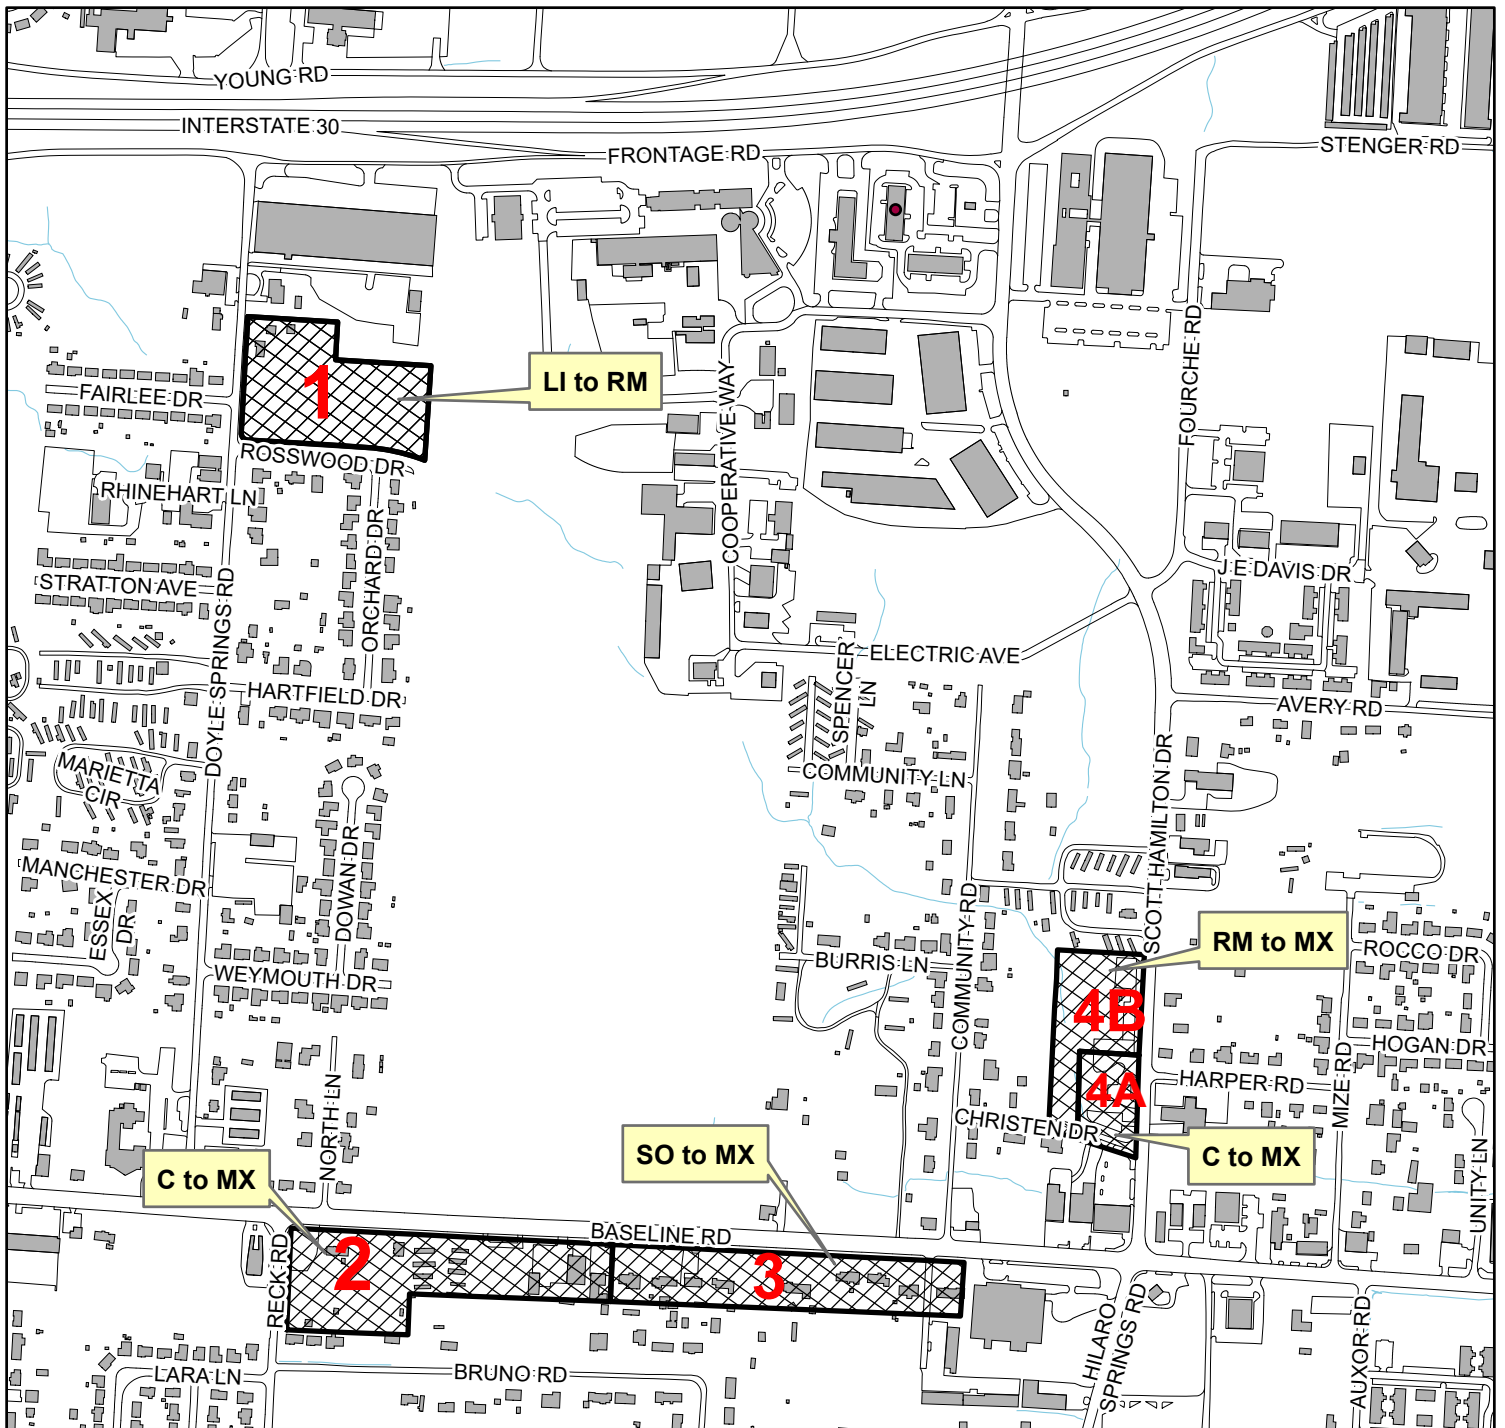 YOUNG RD
INTERSTATE 30
FRONTAGE RD
STENGER RD
LI to RM
1
FAIRLEE DR
ROSSWOOD DR
RHINEHART LN
COOPERATIVE WAY
FOURCHE RD
STRATTON AVE
ORCHARD DR
DOYLE SPRINGS RD
J E DAVIS DR
ELECTRIC AVE
SPENCER
LN
HARTFIELD DR
AVERY RD
MARIETTA
CIR
COMMUNITY LN
SCOTT HAMILTON DR
MANCHESTER DR
DOWAN DR
ESSEX
DR
WEYMOUTH DR
BURRIS LN
COMMUNITY RD
RM to MX
ROCCO DR
4B
HOGAN DR
4A
HARPER RD
MIZE RD
NORTH LN
CHRISTEN DR
C to MX
SO to MX
C to MX
UNITY LN
BASELINE RD
RECK RD
2
3
HILARO
SPRINGS RD
AUXOR RD
LARA LN
BRUNO RD